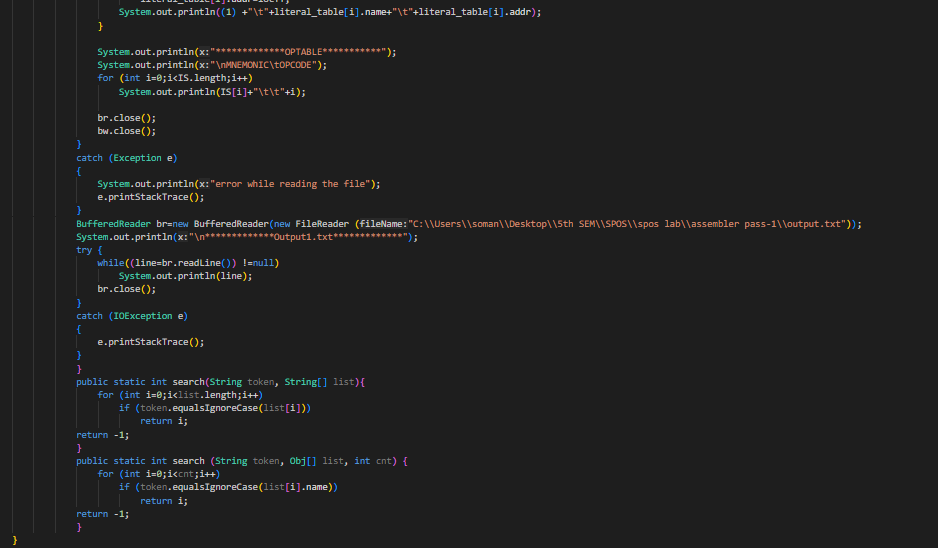 System.out.println((i) +"\t"+literal_table[i].name+"\t"+literal_table[i].addr);
}
System.out.println(x:"*************OPTABLE***********");
System.out.println(x:"\nMNEMONIC\tOPCODE");
for (int i=0;i<IS.length;i++)
System.out.println(IS[i]+"\t\t"+i);
br.close();
bw.close();
}
catch (Exception e)
{
System.out.println(x:"error while reading the file");
e.printStackTrace();
}
BufferedReader br=new BufferedReader(new FileReader (fileName:"C:\\Users\\soman\\Desktop\\5th SEM\\SPOS\\spos lab\\assembler pass-1\\output.txt"));
System.out.println(x:"\n*************Output1.txt*************");
try {
while((line=br.readLine()) !=null)
System.out.println(line);
br.close();
}
catch (IOException e)
{
e.printStackTrace();
}
}
public static int search(String token, String[] list){
for (int i=0;i<list.length;i++)
if (token.equalsIgnoreCase(list[i]))
return i;
return -1;
}
public static int search (String token, Obj[] list, int cnt) {
for (int i=0;i<cnt;i++)
if (token.equalsIgnoreCase(list[i].name))
return i;
return -1;
}
}